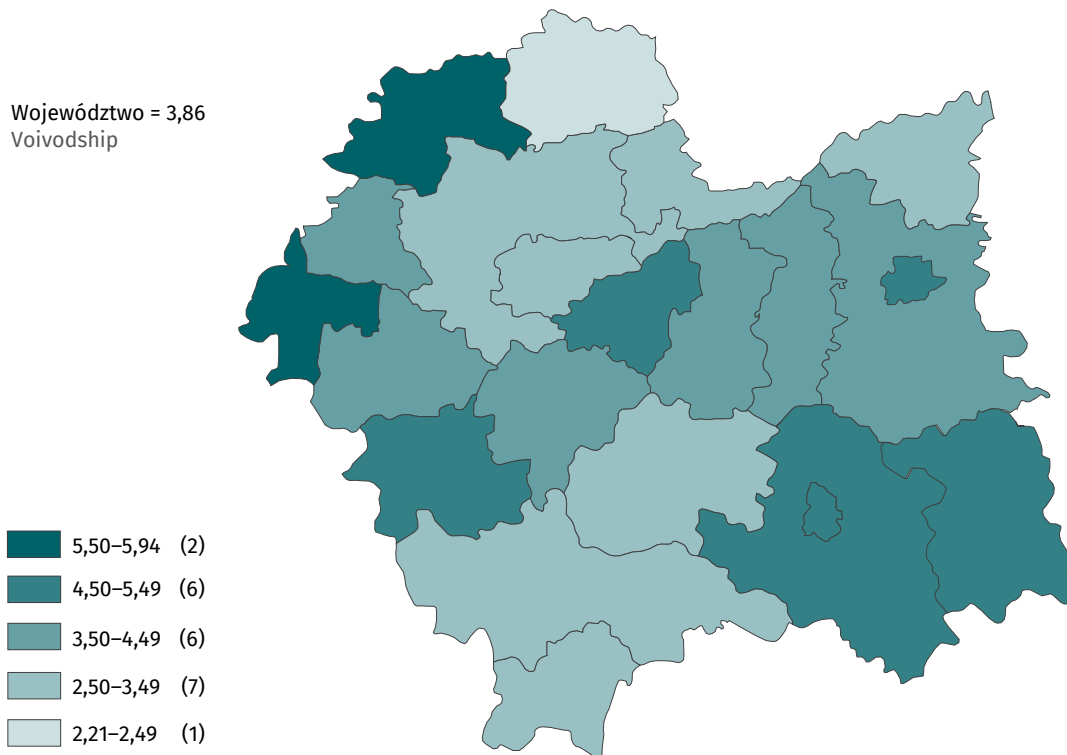 Województwo = 3,86
Voivodship
5,50–5,94 (2)
4,50–5,49 (6)
3,50–4,49 (6)
2,50–3,49 (7)
2,21–2,49 (1)